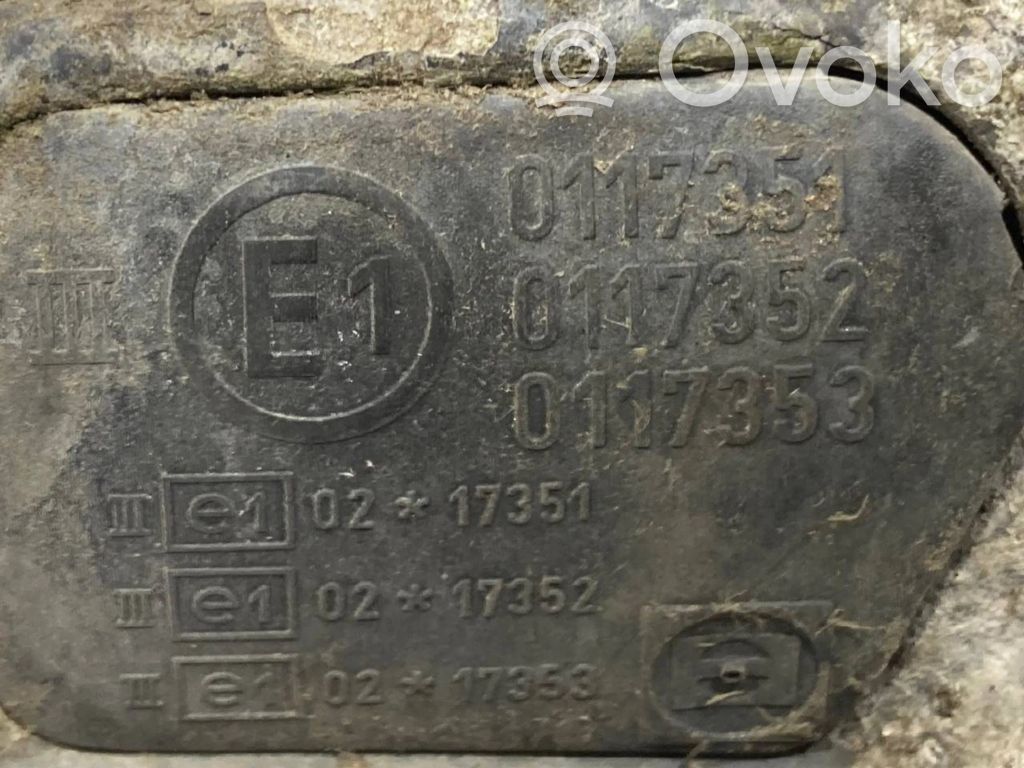 Ovoko
0117351
III E1 0117352
0117353
III e1 02*17351
III e1 02*17352
II e1 02*17353